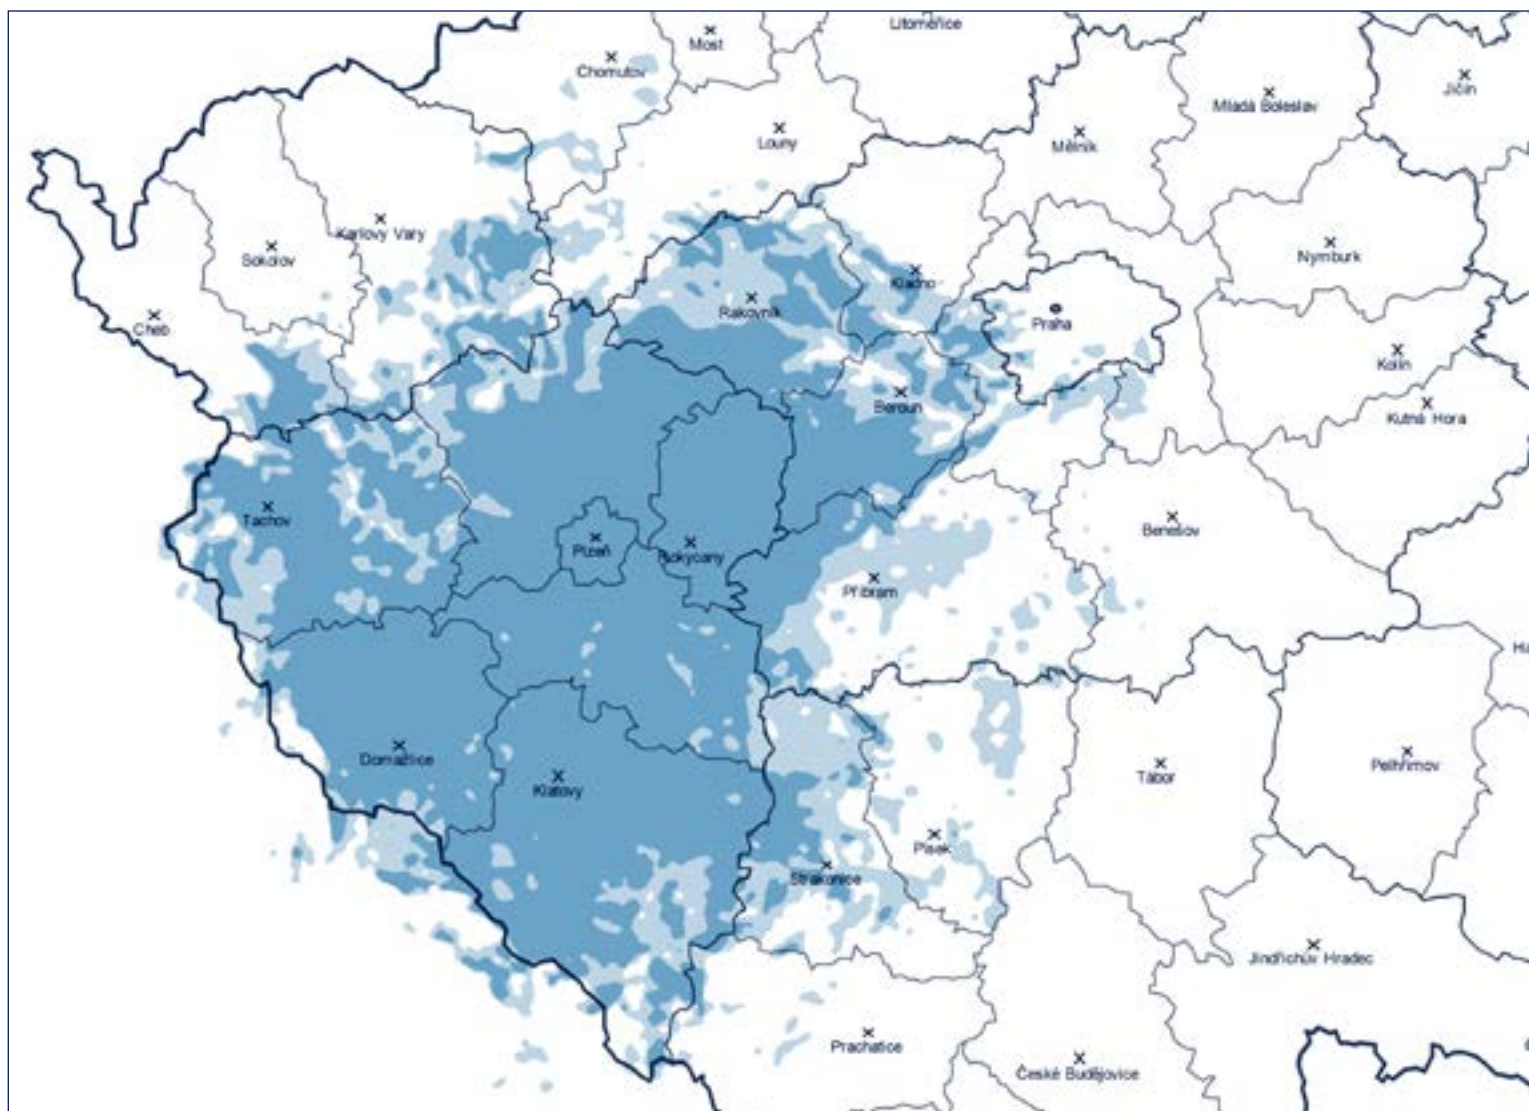 Litoměřice
Most
Chomutov
Jičín
Mladá Boleslav
Louny
Mělník
Karlovy Vary
Sokolov
Nymburk
Kladno
Rakovník
Praha
Cheb
Kolín
Beroun
Kutná Hora
Tachov
Benešov
Plzeň
Rokycany
Příbram
Domažlice
Klatovy
Tábor
Pelhřimov
Písek
Strakonice
Jindřichův Hradec
Prachatice
České Budějovice